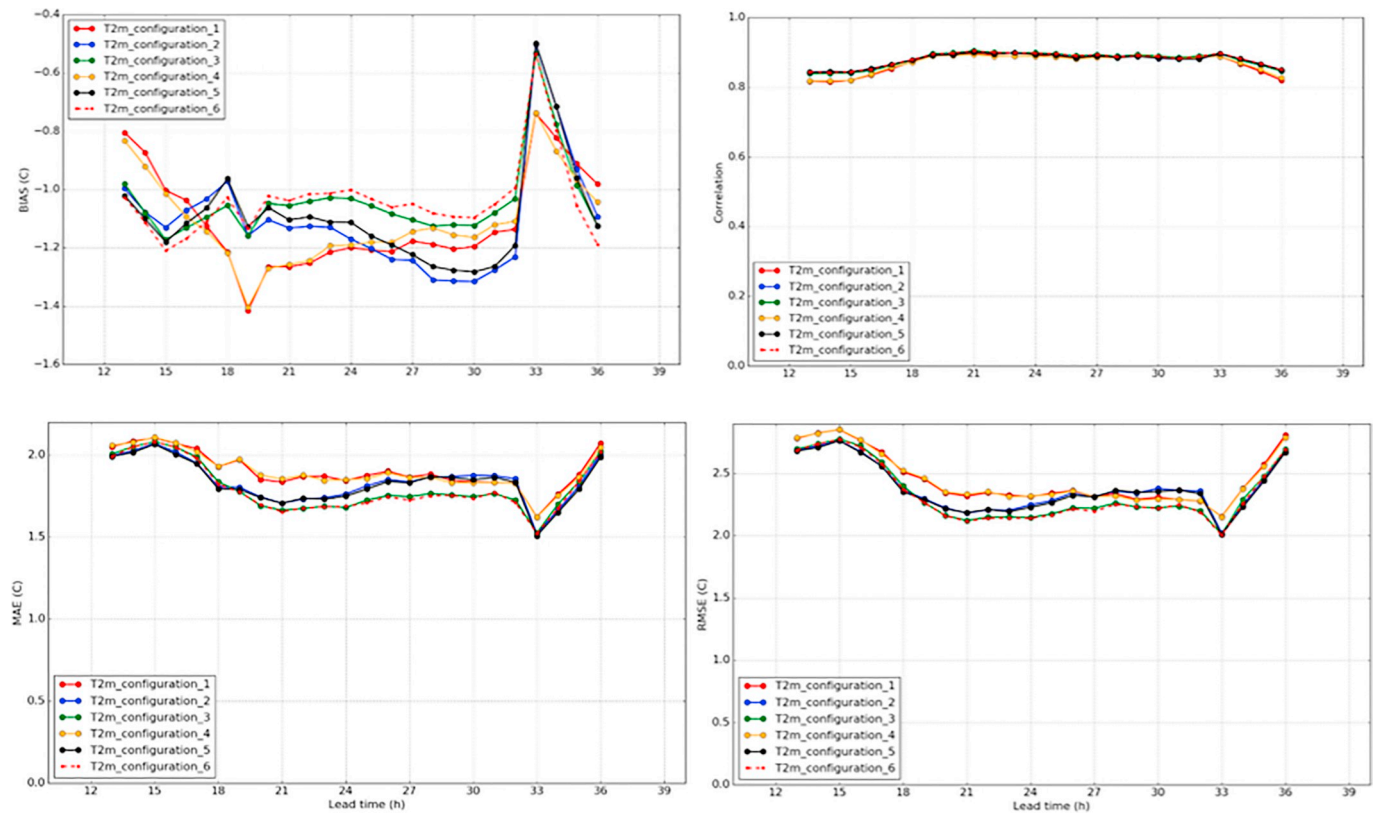 −0.4
−0.6
−0.8
−1.0
−1.2
−1.4
−1.6
BIAS (C)
T2m_configuration_1
T2m_configuration_2
T2m_configuration_3
T2m_configuration_4
T2m_configuration_5
T2m_configuration_6
12 15 18 21 24 27 30 33 36 39
1.0
0.8
0.6
0.4
0.2
0.0
Correlation
T2m_configuration_1
T2m_configuration_2
T2m_configuration_3
T2m_configuration_4
T2m_configuration_5
T2m_configuration_6
12 15 18 21 24 27 30 33 36 39
2.0
1.5
1.0
0.5
0.0
MAE (C)
T2m_configuration_1
T2m_configuration_2
T2m_configuration_3
T2m_configuration_4
T2m_configuration_5
T2m_configuration_6
12 15 18 21 24 27 30 33 36 39
Lead time (h)
2.5
2.0
1.5
1.0
0.5
0.0
RMSE (C)
T2m_configuration_1
T2m_configuration_2
T2m_configuration_3
T2m_configuration_4
T2m_configuration_5
T2m_configuration_6
12 15 18 21 24 27 30 33 36 39
Lead time (h)